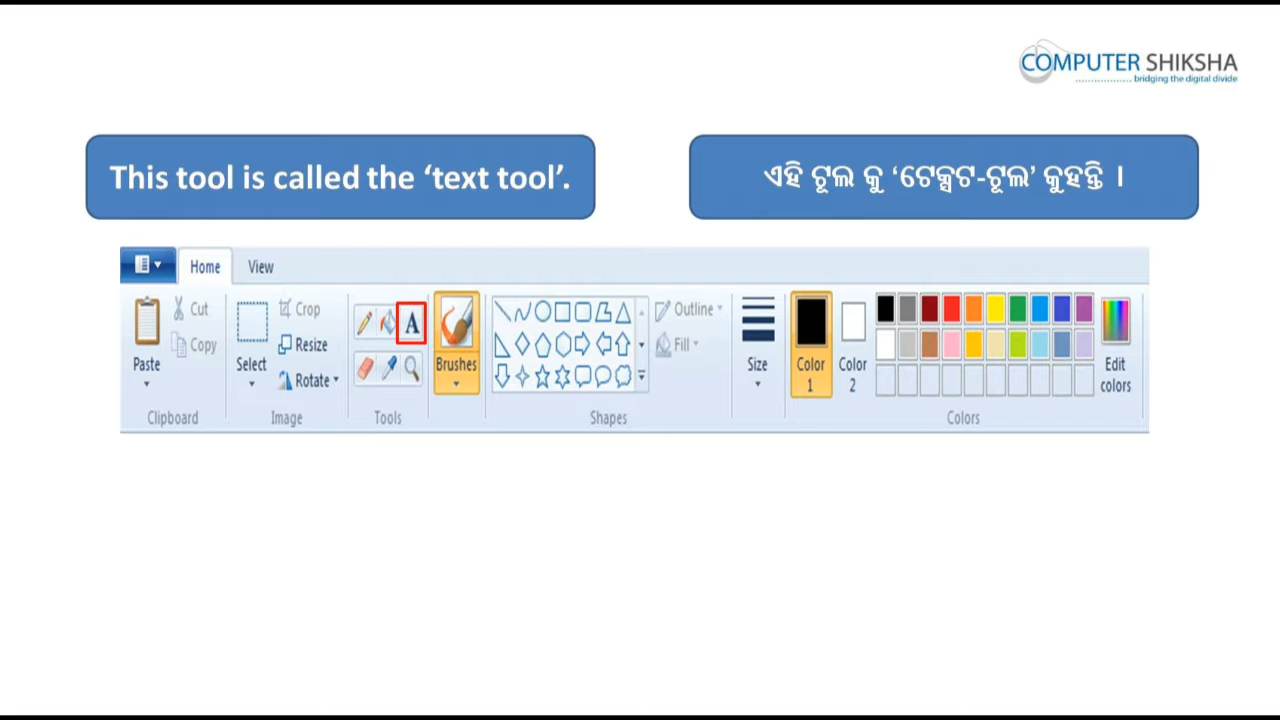 COMPUTER SHIKSHA
bridging the digital divide
This tool is called the ‘text tool’.
ଏହି ଟୂଲ କୁ ‘ଟେକ୍ସଟ-ଟୂଲ’ କୁହନ୍ତି ।
Home View
Cut
Copy
Paste
Clipboard
Crop
Resize
Rotate
Select
Image
A
Tools
Brushes
Outline
Fill
Shapes
Size
Color 1
Color 2
Edit colors
Colors